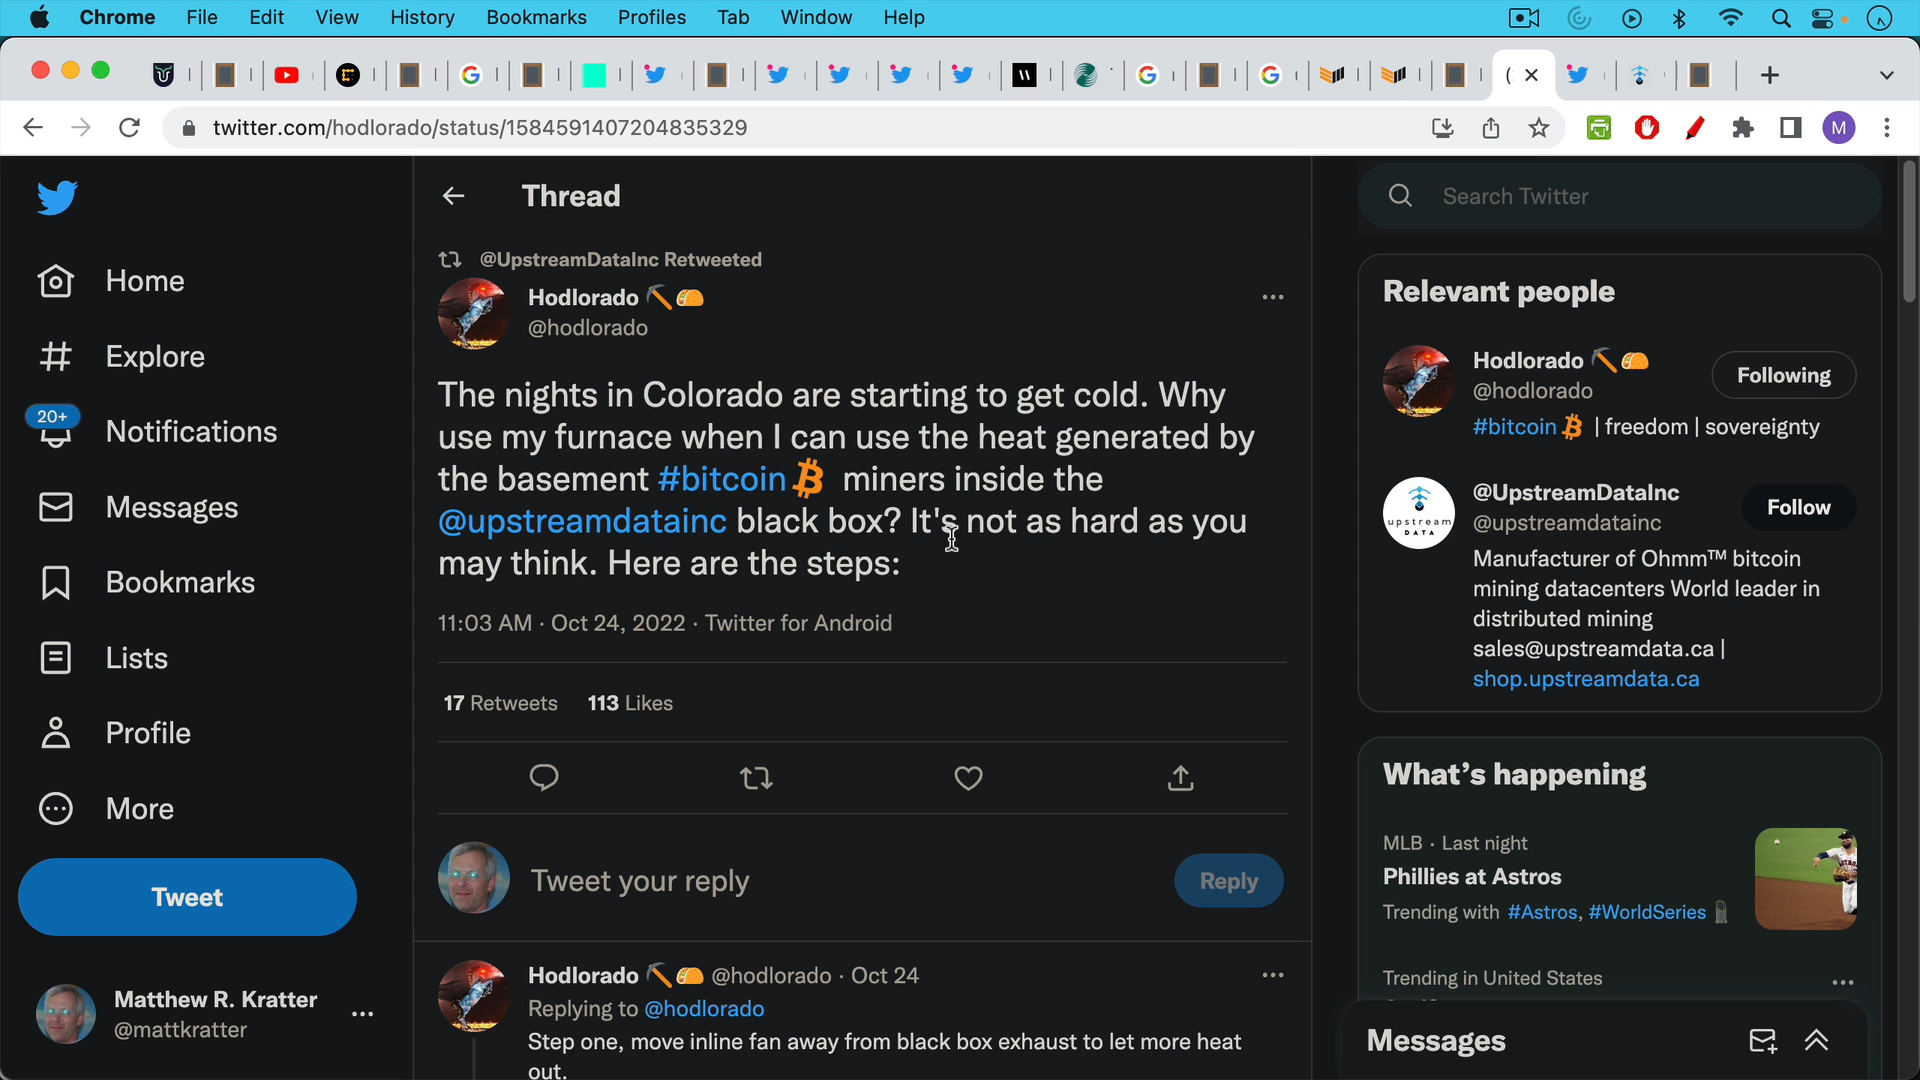 Chrome File Edit View History Bookmarks Profiles Tab Window Help
twitter.com/hodlorado/status/1584591407204835329
M
Home
Explore
20+
Notifications
Messages
Bookmarks
Lists
Profile
More
Tweet
Matthew R. Kratter
@mattkratter
Thread
@UpstreamDataInc Retweeted
Hodlorado
@hodlorado
The nights in Colorado are starting to get cold. Why
use my furnace when I can use the heat generated by
the basement #bitcoin miners inside the
@upstreamdatainc black box? It's not as hard as you
may think. Here are the steps:
11:03 AM · Oct 24, 2022 · Twitter for Android
17 Retweets 113 Likes
Tweet your reply
Reply
Hodlorado @hodlorado · Oct 24
Replying to @hodlorado
Step one, move inline fan away from black box exhaust to let more heat
out.
Search Twitter
Relevant people
Hodlorado
@hodlorado
Following
#bitcoin | freedom | sovereignty
upstream
DATA
@UpstreamDataInc
@upstreamdatainc
Follow
Manufacturer of Ohmm™ bitcoin
mining datacenters World leader in
distributed mining
sales@upstreamdata.ca |
shop.upstreamdata.ca
What's happening
MLB · Last night
Phillies at Astros
Trending with #Astros, #WorldSeries
Trending in United States
Messages